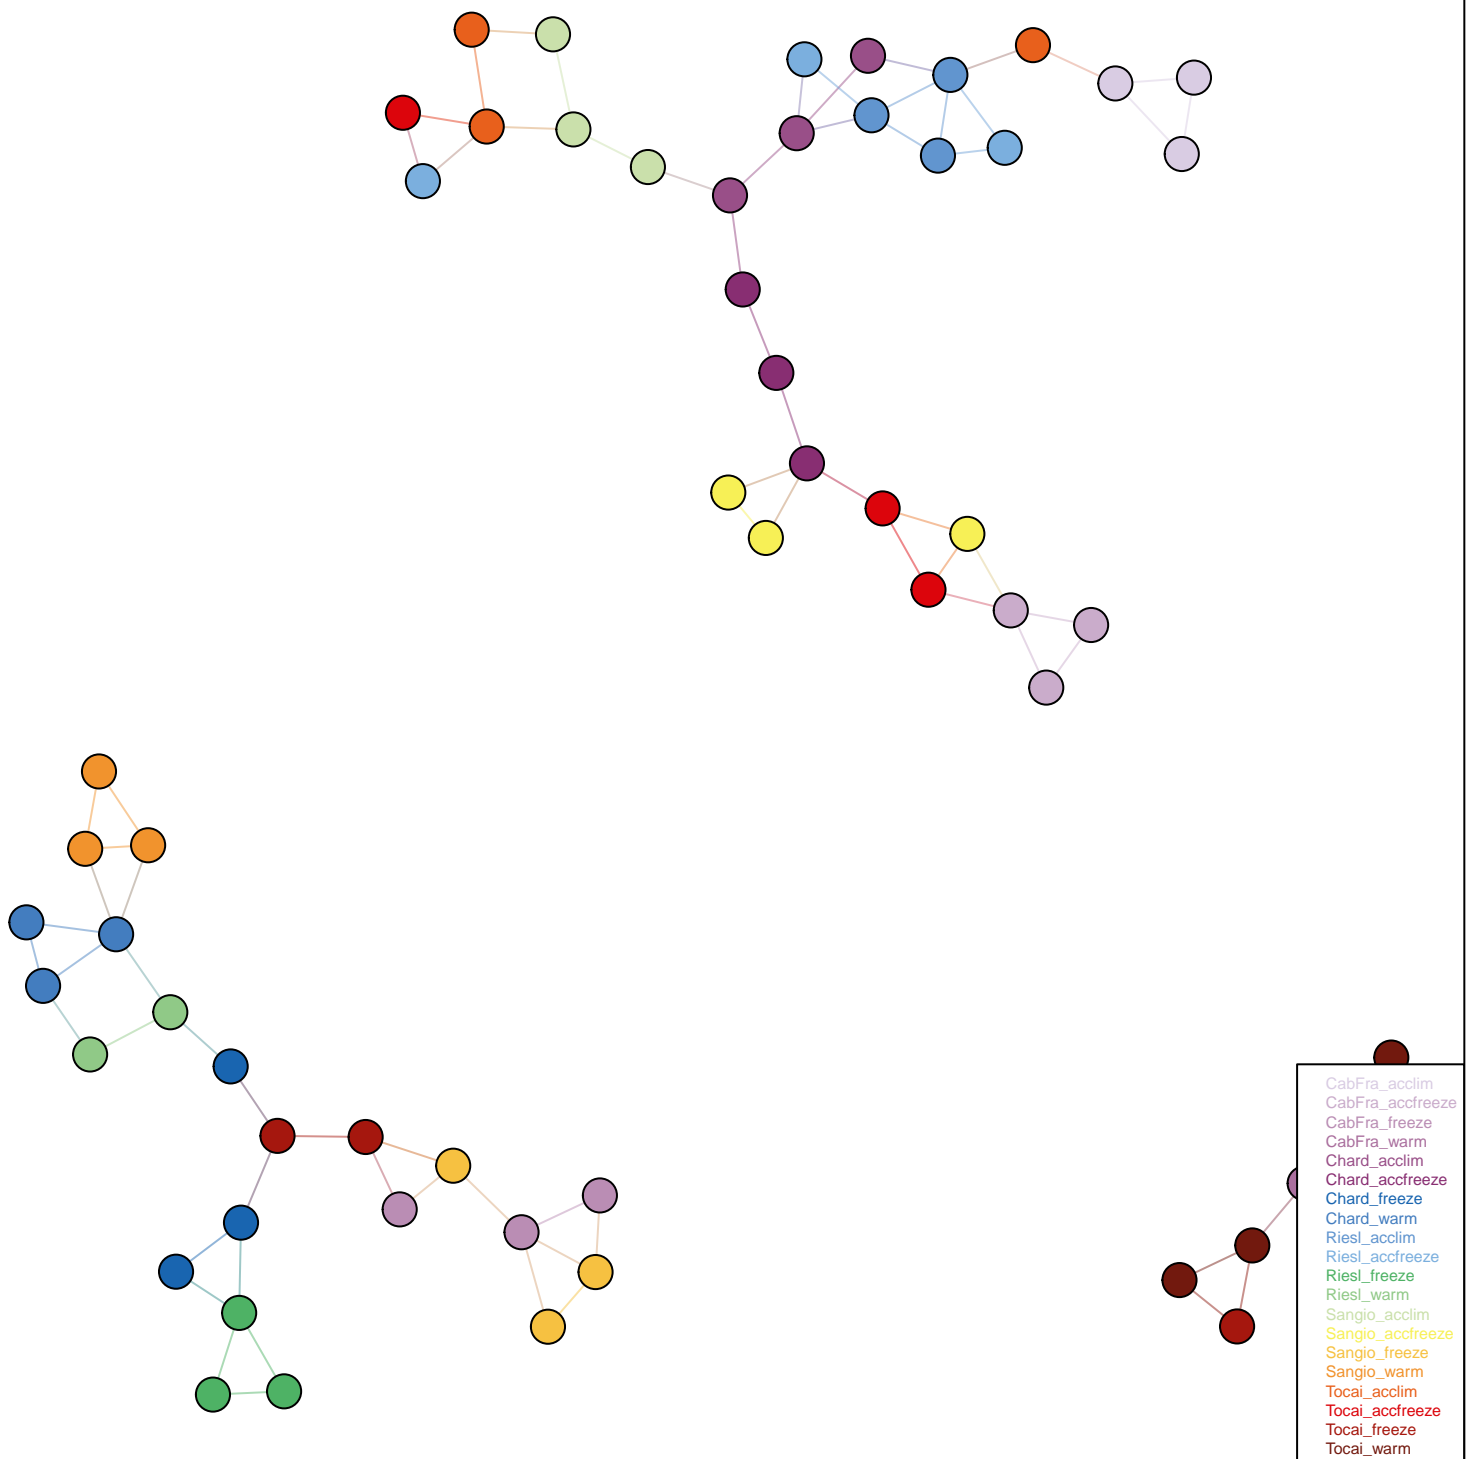 CabFra_acclim
CabFra_accfreeze
CabFra_freeze
CabFra_warm
Chard_acclim
Chard_accfreeze
Chard_freeze
Chard_warm
Riesl_acclim
Riesl_accfreeze
Riesl_freeze
Riesl_warm
Sangio_acclim
Sangio_accfreeze
Sangio_freeze
Sangio_warm
Tocai_acclim
Tocai_accfreeze
Tocai_freeze
Tocai_warm